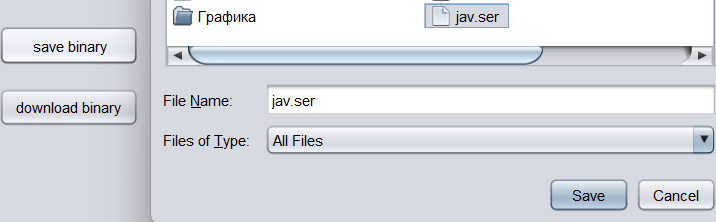 Графика
jav.ser
save binary
download binary
File Name:
jav.ser
Files of Type:
All Files
Save
Cancel